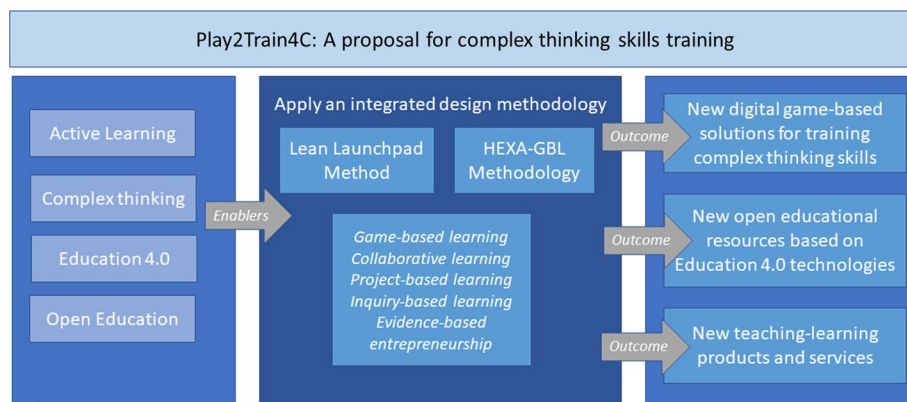 Play2Train4C: A proposal for complex thinking skills training
Active Learning
Complex thinking
Education 4.0
Open Education
Enablers
Apply an integrated design methodology
Lean Launchpad
Method
HEXA-GBL
Methodology
Game-based learning
Collaborative learning
Project-based learning
Inquiry-based learning
Evidence-based
entrepreneurship
Outcome
New digital game-based
solutions for training
complex thinking skills
Outcome
New open educational
resources based on
Education 4.0 technologies
Outcome
New teaching-learning
products and services